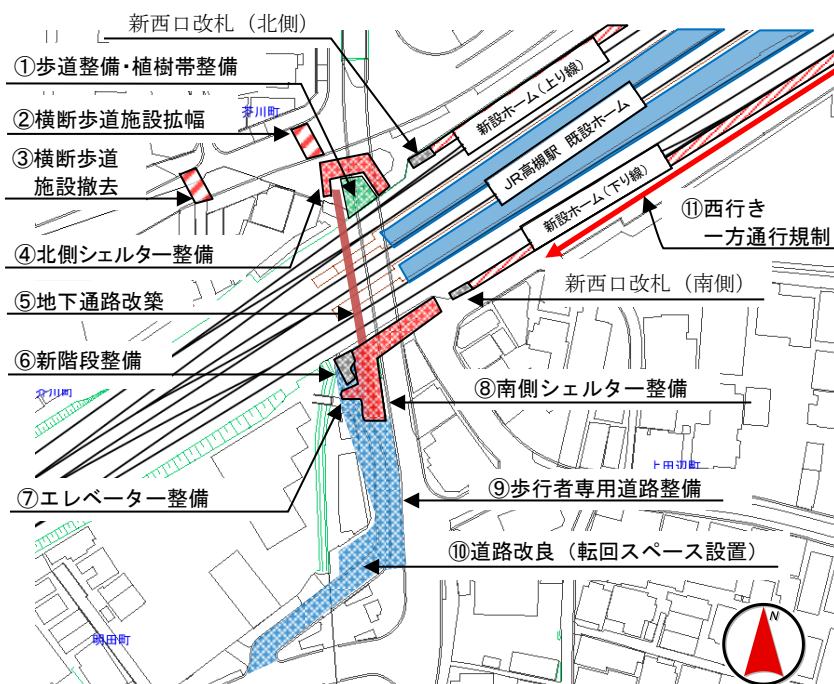 新西口改札（北側）
①歩道整備・植樹帯整備
芥川町
②横断歩道施設拡幅
③横断歩道
施設撤去
新設ホーム（上り線）
JR高槻駅 既設ホーム
新設ホーム（下り線）
⑪西行き
一方通行規制
④北側シェルター整備
新西口改札（南側）
⑤地下通路改築
⑥新階段整備
芥川町
⑧南側シェルター整備
上田辺町
⑦エレベーター整備
⑨歩行者専用道路整備
⑩道路改良（転回スペース設置）
明田町
N